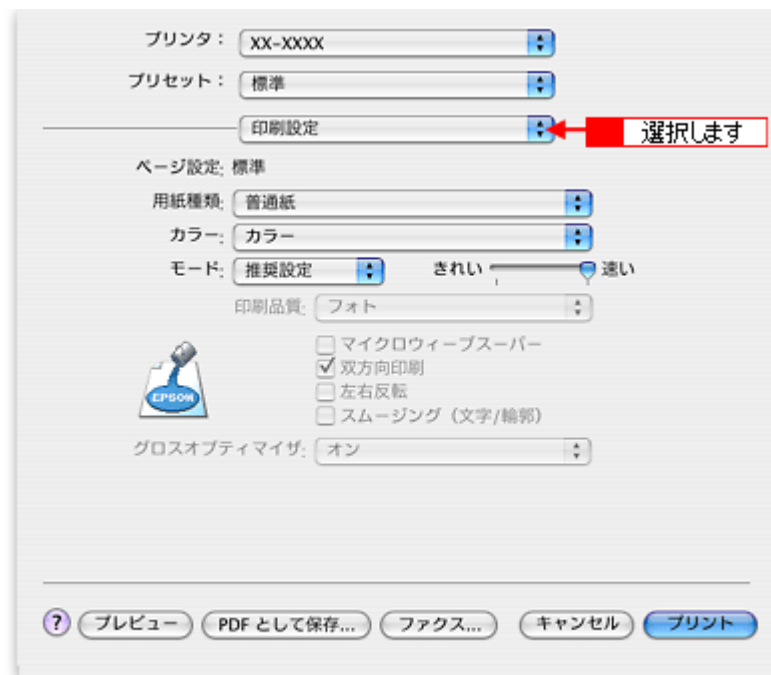 プリンタ： XX-XXXX
プリセット： 標準
印刷設定 選択します
ページ設定: 標準
用紙種類: 普通紙
カラー: カラー
モード: 推奨設定 きれい 速い
印刷品質: フォト
マイクロウィーブスーパー
双方向印刷
左右反転
スムージング（文字/輪郭）
EPSON
グロスオプティマイザ: オン
? プレビュー PDF として保存... ファクス... キャンセル プリント